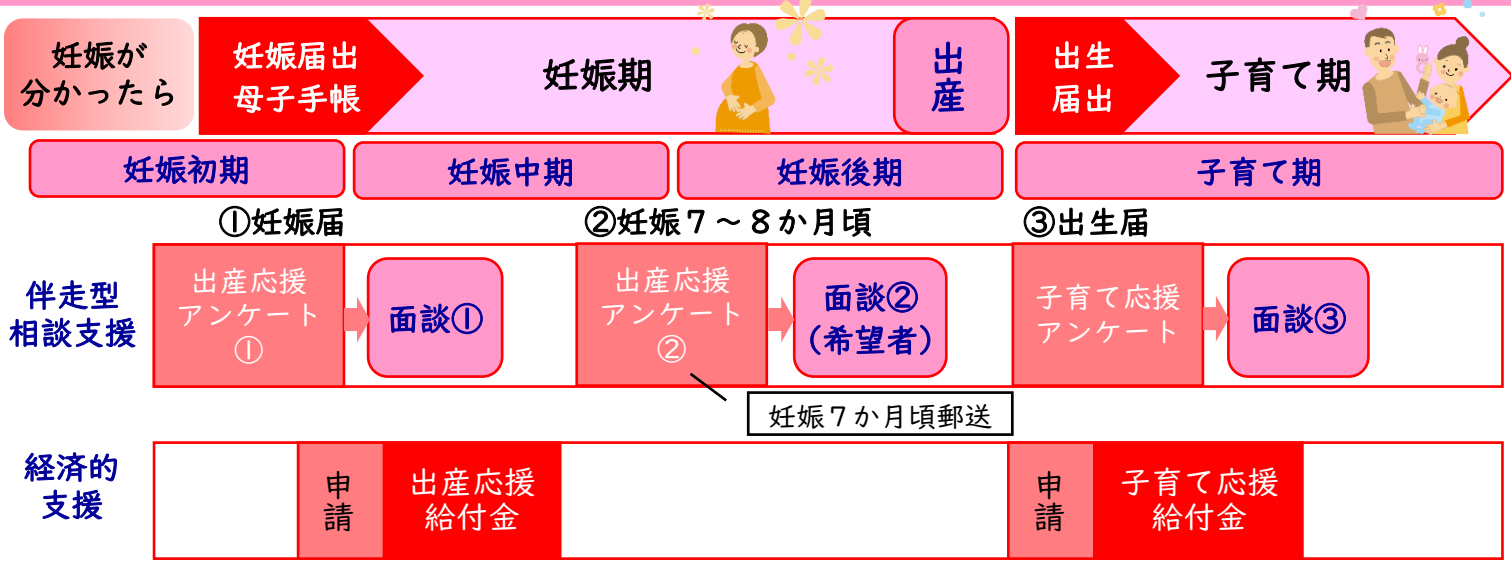 妊娠が
分かったら
妊娠届出
母子手帳
妊娠期
出産
出生
届出
子育て期
妊娠初期
妊娠中期
妊娠後期
子育て期
①妊娠届
②妊娠７～８か月頃
③出生届
伴走型
相談支援
出産応援
アンケート
①
面談①
出産応援
アンケート
②
面談②
(希望者)
子育て応援
アンケート
面談③
妊娠７か月頃郵送
経済的
支援
申請
出産応援
給付金
申請
子育て応援
給付金